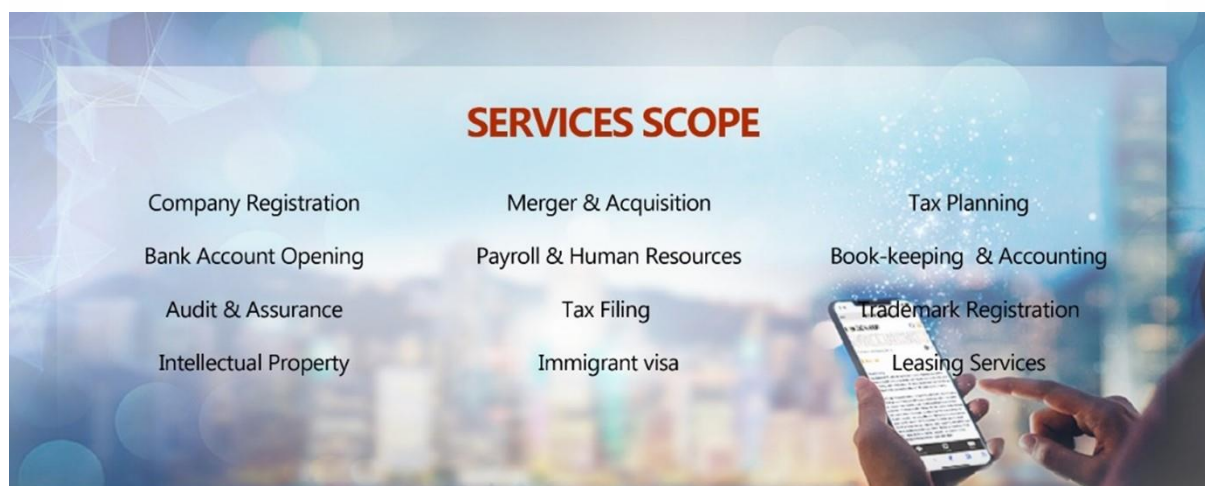 SERVICES SCOPE
Company Registration
Merger & Acquisition
Tax Planning
Bank Account Opening
Payroll & Human Resources
Book-keeping & Accounting
Audit & Assurance
Tax Filing
Trademark Registration
Intellectual Property
Immigrant visa
Leasing Services